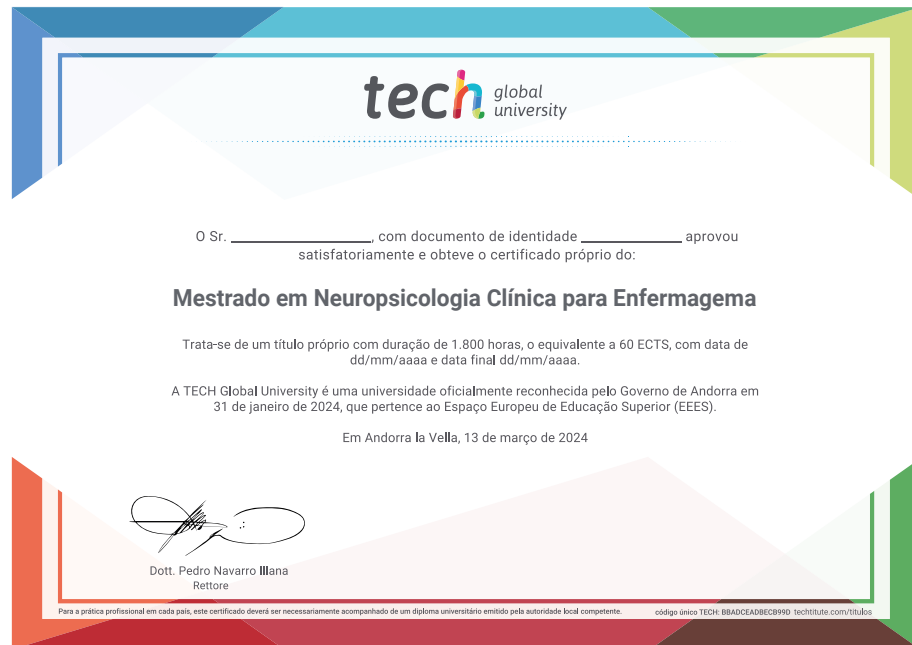 tech global university
O Sr. ____________________, com documento de identidade ______________ aprovou
satisfatoriamente e obteve o certificado próprio do:
Mestrado em Neuropsicologia Clínica para Enfermagema
Trata-se de um título próprio com duração de 1.800 horas, o equivalente a 60 ECTS, com data de
dd/mm/aaaa e data final dd/mm/aaaa.
A TECH Global University é uma universidade oficialmente reconhecida pelo Governo de Andorra em
31 de janeiro de 2024, que pertence ao Espaço Europeu de Educação Superior (EEES).
Em Andorra la Vella, 13 de março de 2024
Dott. Pedro Navarro Illana
Rettore
Para a prática profissional em cada país, este certificado deverá ser necessariamente acompanhado de um diploma universitário emitido pela autoridade local competente.
código único TECH: BBADCEADBECB99D techtitute.com/titulos